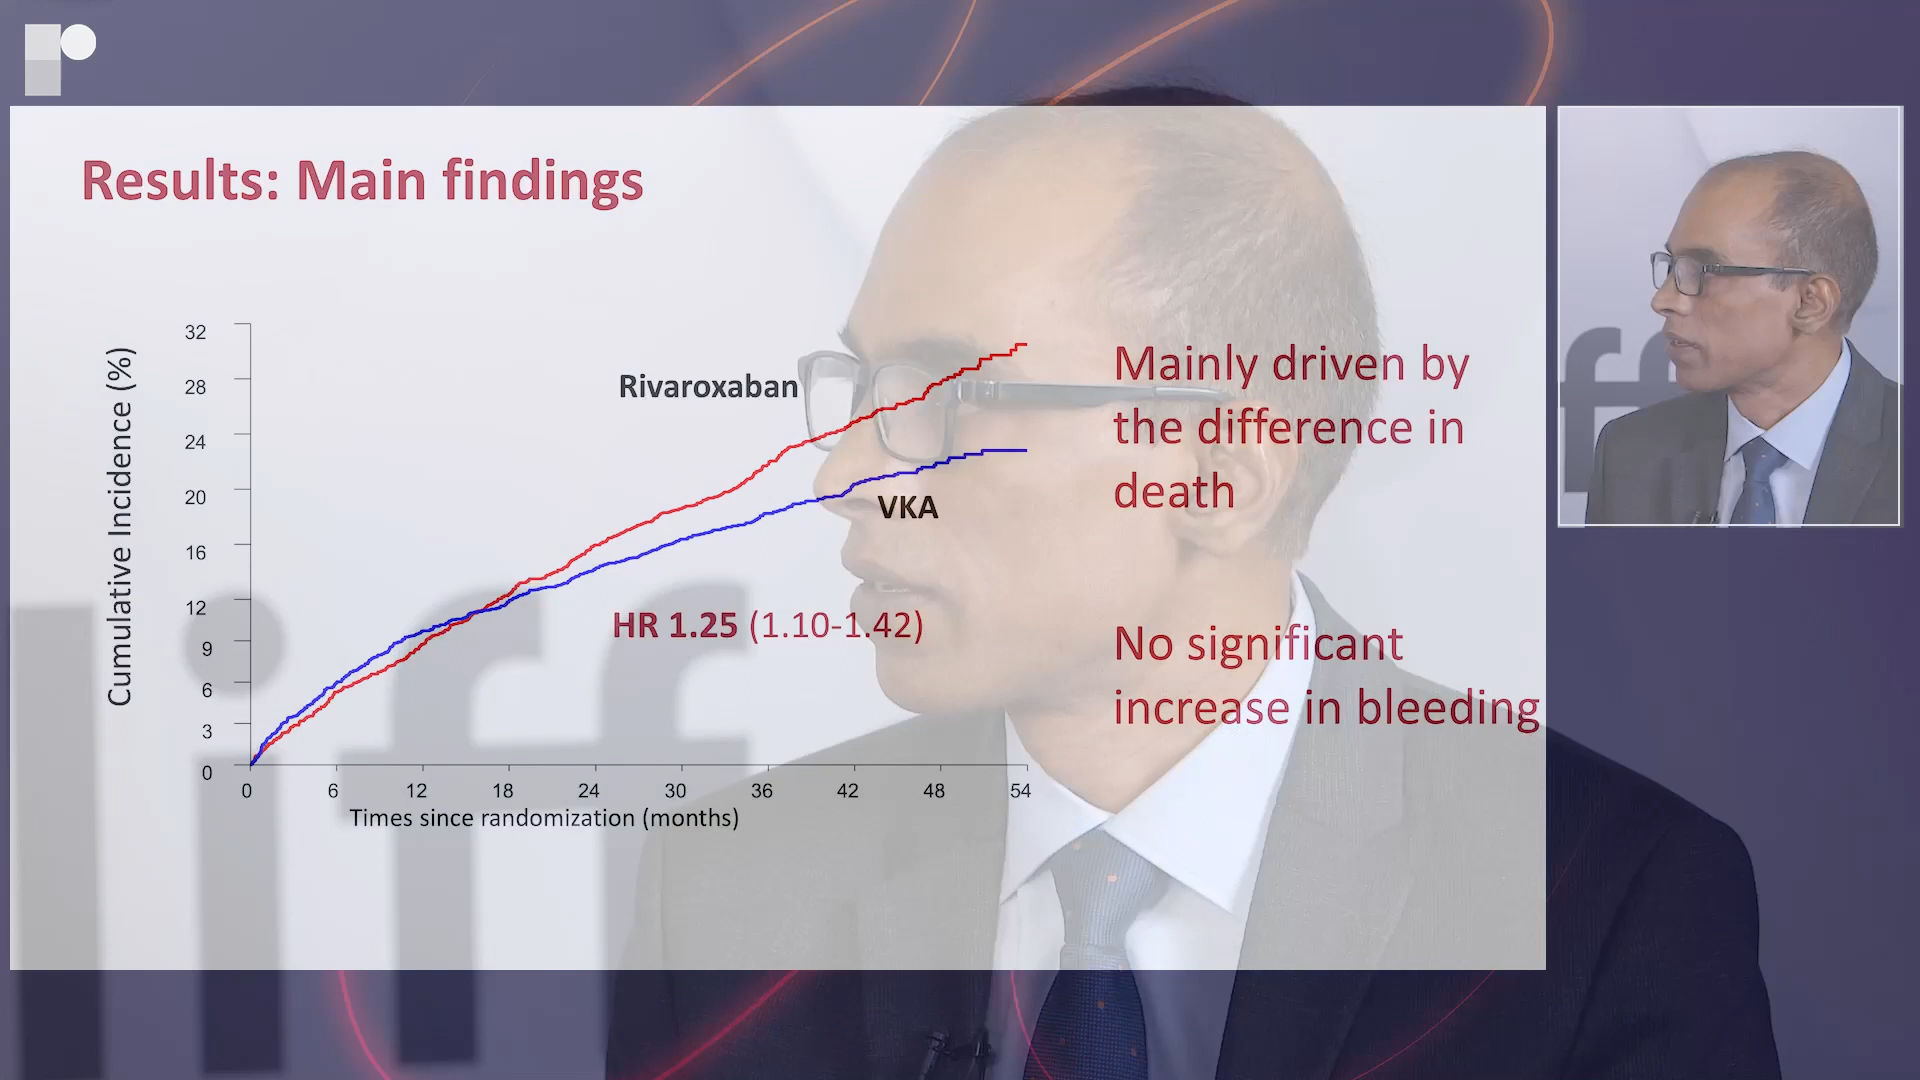 Results: Main findings
Cumulative Incidence (%)
32
28
24
20
16
12
9
6
3
0
0 6 12 18 24 30 36 42 48 54
Times since randomization (months)
Rivaroxaban
VKA
HR 1.25 (1.10-1.42)
Mainly driven by
the difference in
death
No significant
increase in bleeding